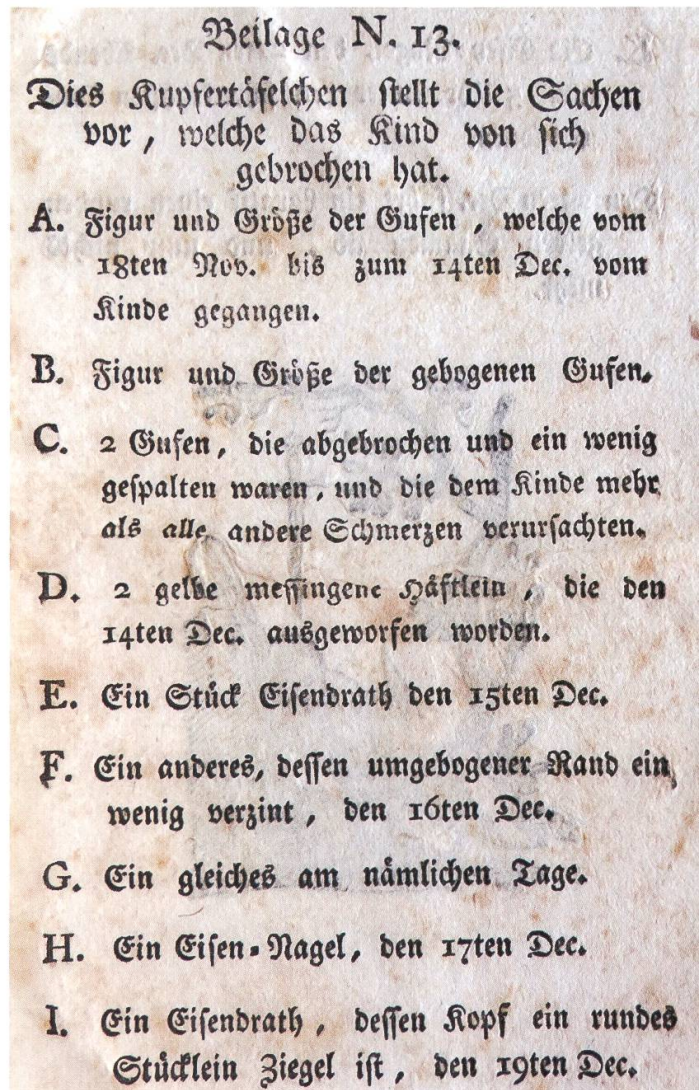 Beilage N. 13.
Dies Kupfertäfelchen stellt die Sachen
vor, welche das Kind von sich
gebrochen hat.
A. Figur und Größe der Gufen, welche vom
18ten Nov. bis zum 14ten Dec. vom
Kinde gegangen.
B. Figur und Größe der gebogenen Gufen.
C. 2 Gufen, die abgebrochen und ein wenig
gespalten waren, und die dem Kinde mehr
als alle andere Schmerzen verursachten.
D. 2 gelbe messingene Häftlein, die den
14ten Dec. ausgeworfen worden.
E. Ein Stück Eisendrath den 15ten Dec.
F. Ein anderes, dessen umgebogener Rand ein
wenig verzint, den 16ten Dec.
G. Ein gleiches am nämlichen Tage.
H. Ein Eisen-Nagel, den 17ten Dec.
I. Ein Eisendrath, dessen Kopf ein rundes
Stücklein Ziegel ist, den 19ten Dec.